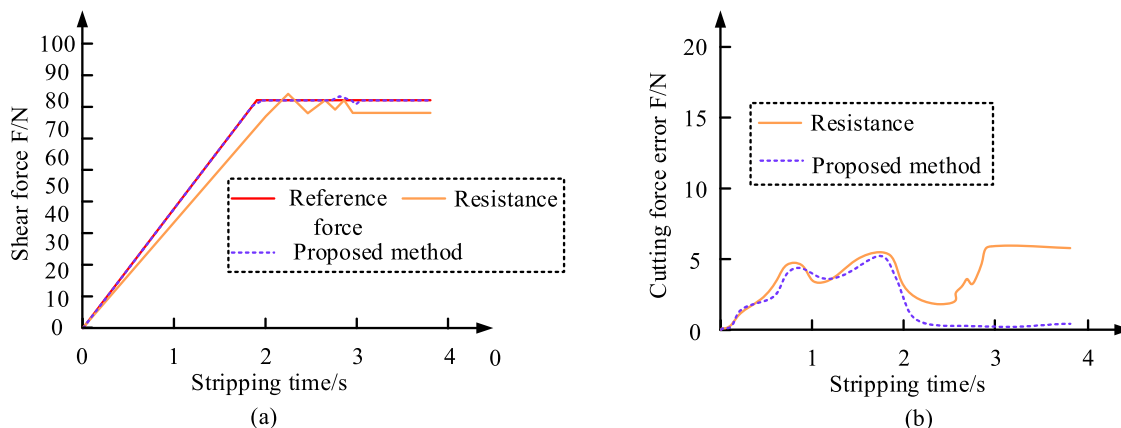 100
90
80
70
60
50
40
30
20
10
0
Shear force F/N
0
1
2
3
4
0
Stripping time/s
Reference
force
Resistance
Proposed method
(a)
20
15
10
5
0
Cutting force error F/N
1
2
3
4
Stripping time/s
Resistance
Proposed method
(b)